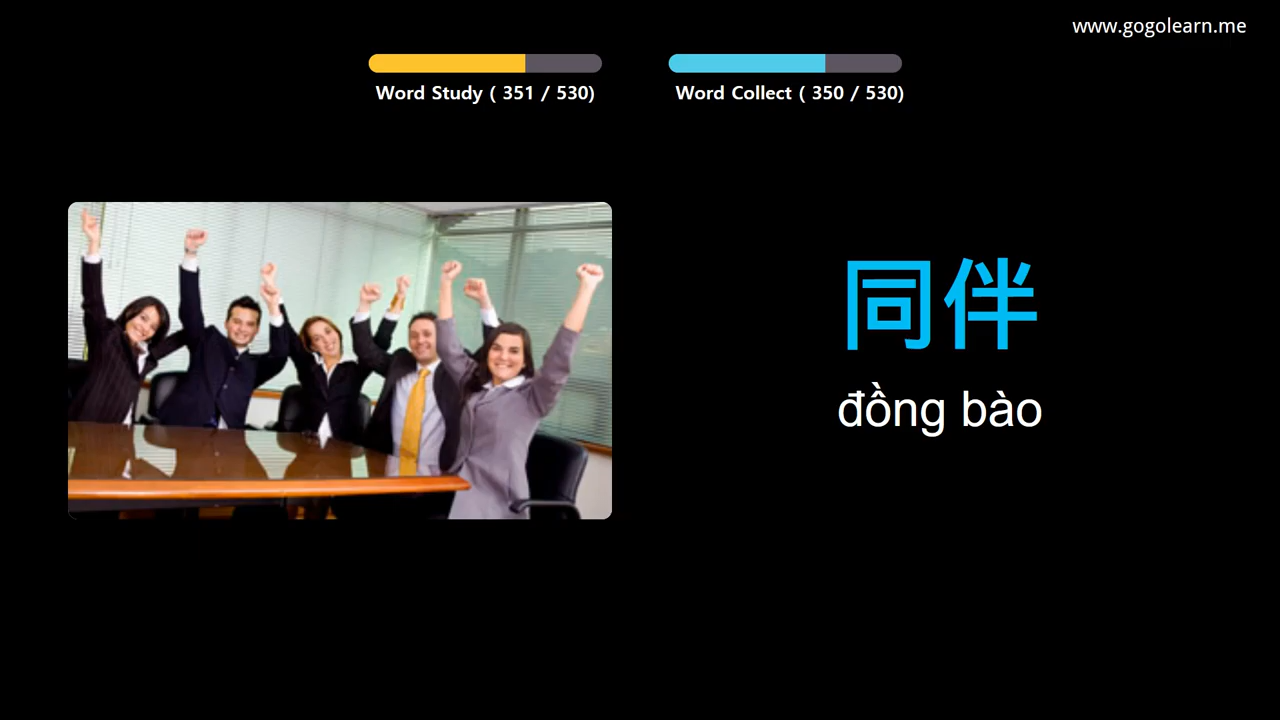 www.gogolearn.me
Word Study ( 351 / 530)
Word Collect ( 350 / 530)
同伴
đồng bào